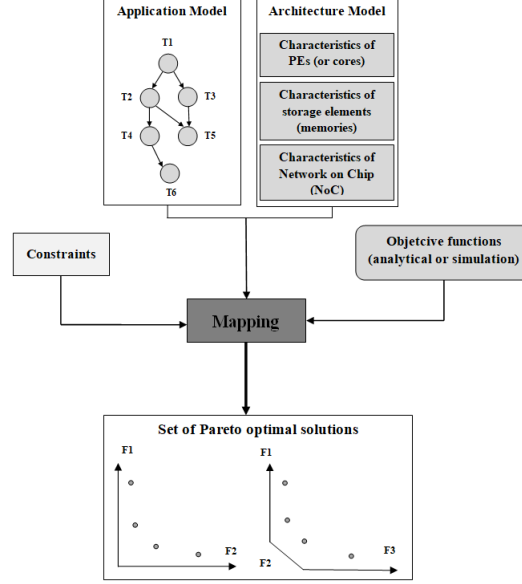 Application Model
Architecture Model
T1
T2
T3
T4
T5
T6
Characteristics of
PEs (or cores)
Characteristics of
storage elements
(memories)
Characteristics of
Network on Chip
(NoC)
Constraints
Objetcive functions
(analytical or simulation)
Mapping
Set of Pareto optimal solutions
F1
F2
F1
F2
F3